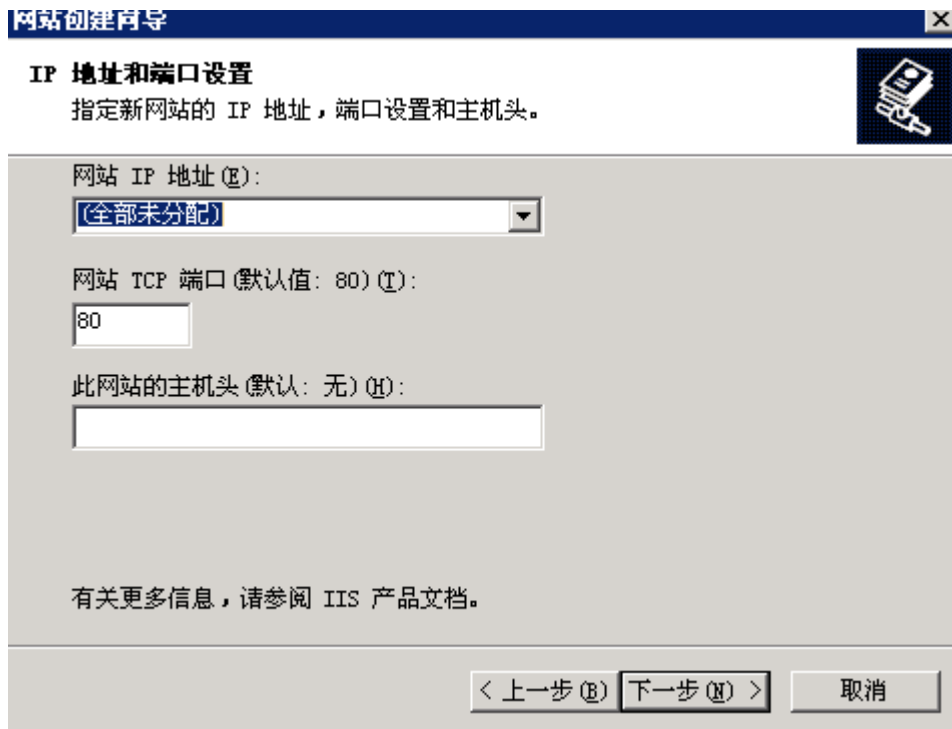 网站创建向导
IP 地址和端口设置
指定新网站的 IP 地址，端口设置和主机头。
网站 IP 地址(E):
(全部未分配)
网站 TCP 端口(默认值: 80)(T):
80
此网站的主机头(默认: 无)(H):
有关更多信息，请参阅 IIS 产品文档。
< 上一步(B) 下一步(N) > 取消